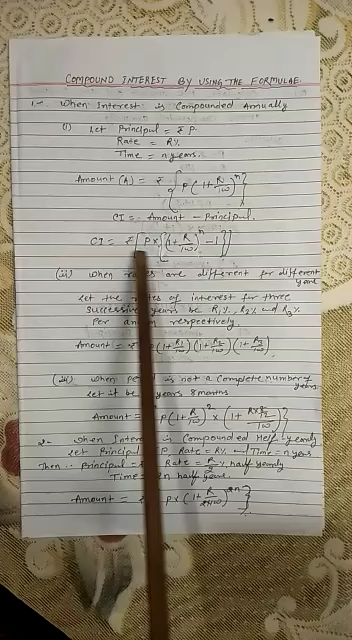 COMPOUND INTEREST BY USING THE FORMULAE.
1.- When Interest is Compounded Annually
(i) Let Principal = ₹ P.
Rate = R%
Time = n years.
Amount (A) = ₹ { P (1+ R/100)^n }
CI = Amount - Principal.
CI = ₹ [ P× { (1+ R/100)^n - 1 } ]
(ii) When are different for different year
Let the of interest for three
successive years be R1%, R2% and R3%
Per respectively.
Amount = (1+ R1/100) (1+ R2/100) (1+ R3/100)
(iii) When is not a complete number of years.
Let it be years 8 months
Amount = P (1+ R/100)^2 × (1+
2- When Interest is Compounded Half yearly
Let Principal P, Rate = R% Time = n years
Then Principal = Rate = R/2 % half yearly
Time = half years.
Amount = P× (1+